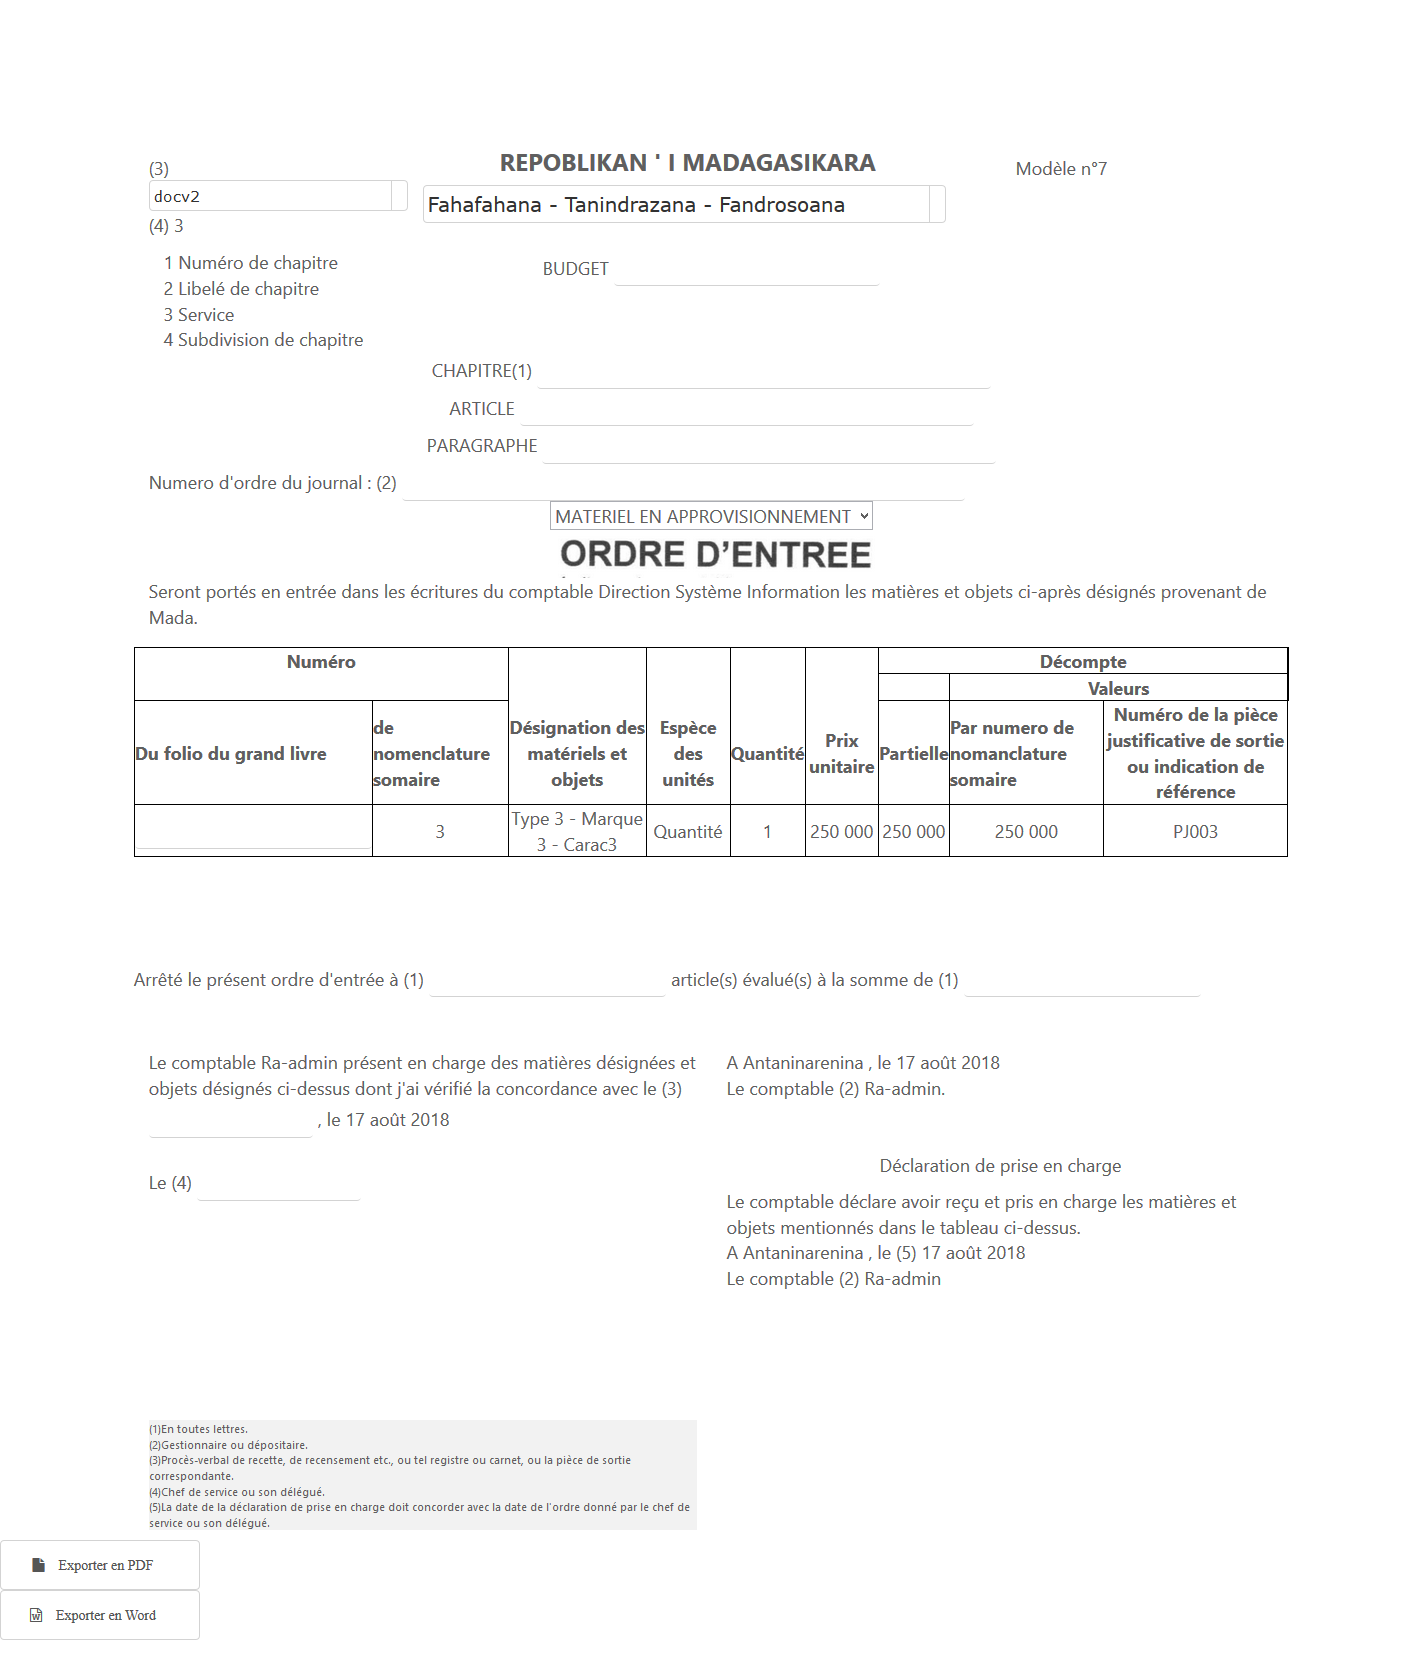 (3)
REPOBLIKAN ' I MADAGASIKARA
Modèle n°7
docv2
Fahafahana - Tanindrazana - Fandrosoana
(4) 3
1 Numéro de chapitre
BUDGET
2 Libelé de chapitre
3 Service
4 Subdivision de chapitre
CHAPITRE(1)
ARTICLE
PARAGRAPHE
Numero d'ordre du journal : (2)
MATERIEL EN APPROVISIONNEMENT
ORDRE D'ENTREE
Seront portés en entrée dans les écritures du comptable Direction Système Information les matières et objets ci-après désignés provenant de
Mada.
Numéro
Décompte
Valeurs
Du folio du grand livre
de
nomenclature
somaire
Désignation des
matériels et
objets
Espèce
des
unités
Quantité
Prix
unitaire
Partielle
Par numero de
nomanclature
somaire
Numéro de la pièce
justificative de sortie
ou indication de
référence
3
Type 3 - Marque
3 - Carac3
Quantité
1
250 000
250 000
250 000
PJ003
Arrêté le présent ordre d'entrée à (1) article(s) évalué(s) à la somme de (1)
Le comptable Ra-admin présent en charge des matières désignées et
objets désignés ci-dessus dont j'ai vérifié la concordance avec le (3)
, le 17 août 2018
Le (4)
A Antaninarenina , le 17 août 2018
Le comptable (2) Ra-admin.
Déclaration de prise en charge
Le comptable déclare avoir reçu et pris en charge les matières et
objets mentionnés dans le tableau ci-dessus.
A Antaninarenina , le (5) 17 août 2018
Le comptable (2) Ra-admin
(1)En toutes lettres.
(2)Gestionnaire ou dépositaire.
(3)Procès-verbal de recette, de recensement etc., ou tel registre ou carnet, ou la pièce de sortie
correspondante.
(4)Chef de service ou son délégué.
(5)La date de la déclaration de prise en charge doit concorder avec la date de l'ordre donné par le chef de
service ou son délégué.
Exporter en PDF
Exporter en Word